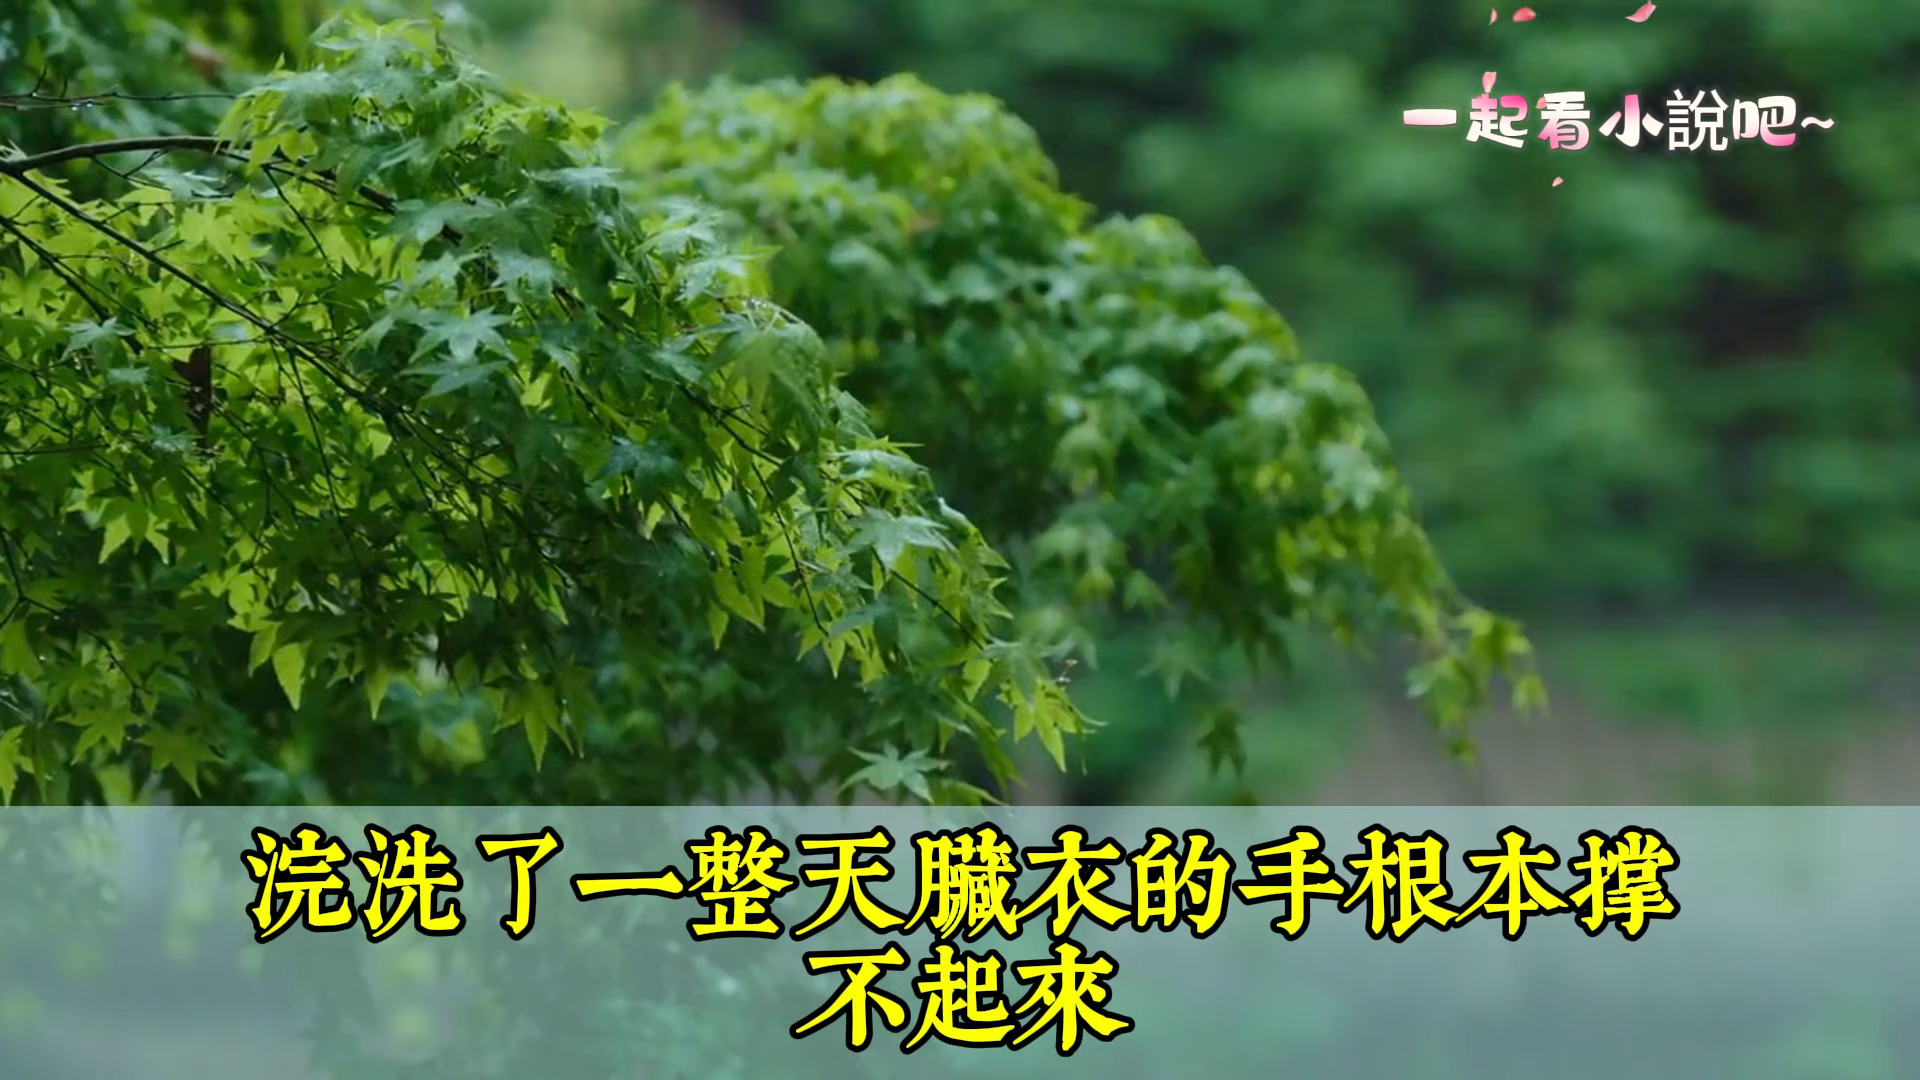 一起看小說吧~
浣洗了一整天臟衣的手根本撑
不起來